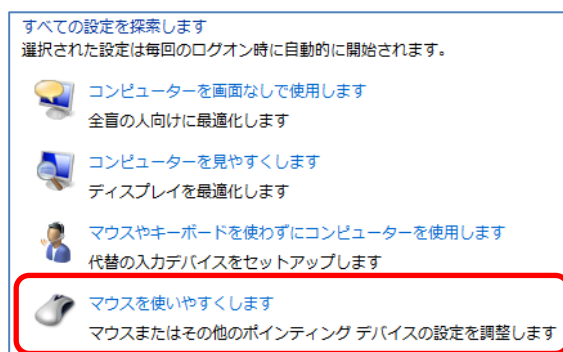 すべての設定を探索します
選択された設定は毎回のログオン時に自動的に開始されます。
コンピューターを画面なしで使用します
全盲の人向けに最適化します
コンピューターを見やすくします
ディスプレイを最適化します
マウスやキーボードを使わずにコンピューターを使用します
代替の入力デバイスをセットアップします
マウスを使いやすくします
マウスまたはその他のポインティング デバイスの設定を調整します